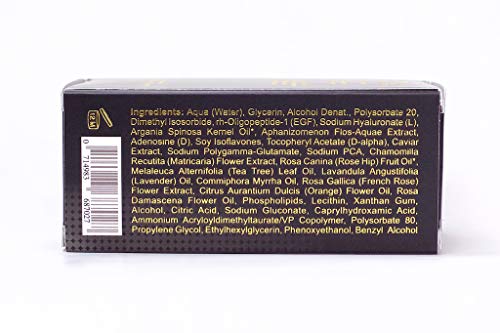 Ingredients: Aqua (Water), Glycerin, Alcohol Denat., Polysorbate 20,
Dimethyl Isosorbide, rh-Oligopeptide-1 (EGF), Sodium Hyaluronate (L),
Argania Spinosa Kernel Oil*, Aphanizomenon Flos-Aquae Extract,
Adenosine (D), Soy Isoflavones, Tocopheryl Acetate (D-alpha), Caviar
Extract, Sodium Polygamma-Glutamate, Sodium PCA, Chamomilla
Recutita (Matricaria) Flower Extract, Rosa Canina (Rose Hip) Fruit Oil*,
Melaleuca Alternifolia (Tea Tree) Leaf Oil, Lavandula Angustifolia
(Lavender) Oil, Commiphora Myrrha Oil, Rosa Gallica (French Rose)
Flower Extract, Citrus Aurantium Dulcis (Orange) Flower Oil, Rosa
Damascena Flower Oil, Phospholipids, Lecithin, Xanthan Gum,
Alcohol, Citric Acid, Sodium Gluconate, Caprylhydroxamic Acid,
Ammonium Acryloyldimethyltaurate/VP Copolymer, Polysorbate 80,
Propylene Glycol, Ethylhexylglycerin, Phenoxyethanol, Benzyl Alcohol
12 M
0 714983 687027